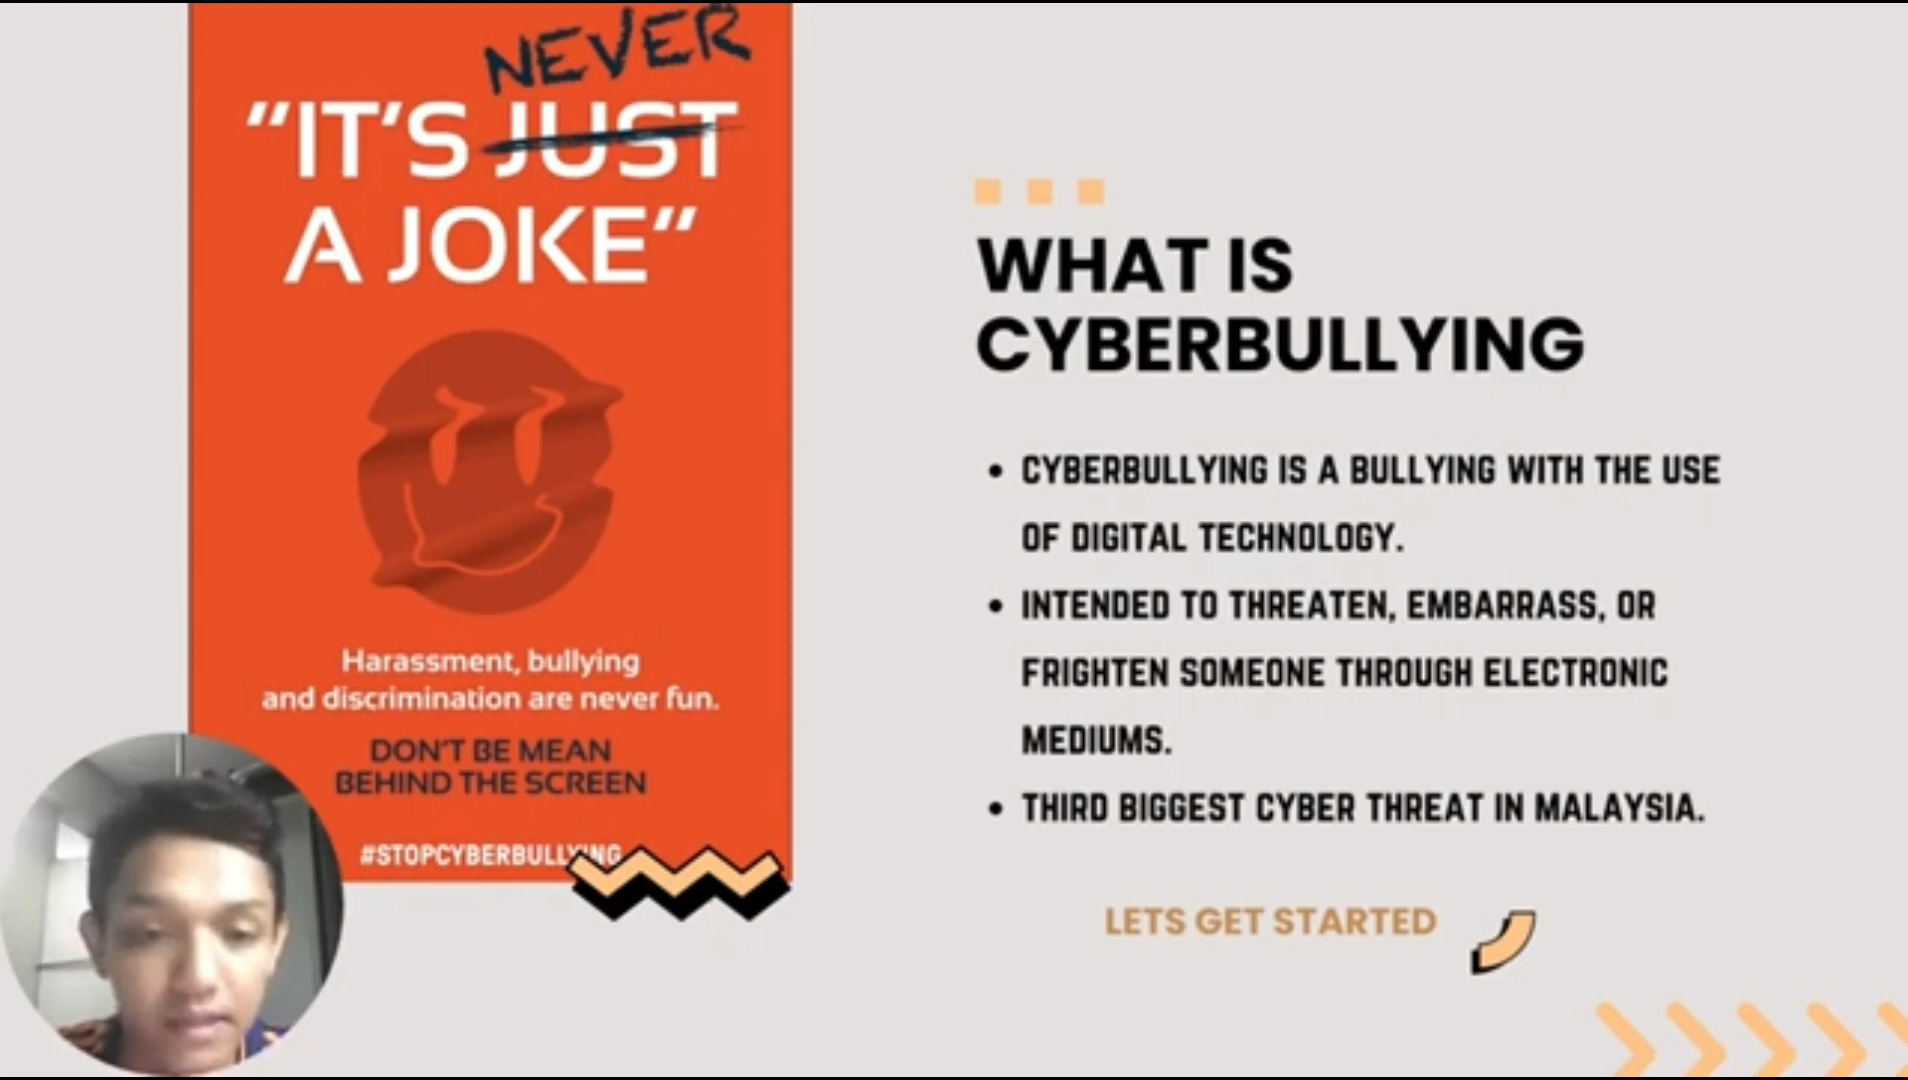 NEVER
"IT'S JUST
A JOKE"
Harassment, bullying
and discrimination are never fun.
DON'T BE MEAN
BEHIND THE SCREEN
#STOPCYBERBULLYING
WHAT IS
CYBERBULLYING
• CYBERBULLYING IS A BULLYING WITH THE USE
OF DIGITAL TECHNOLOGY.
• INTENDED TO THREATEN, EMBARRASS, OR
FRIGHTEN SOMEONE THROUGH ELECTRONIC
MEDIUMS.
• THIRD BIGGEST CYBER THREAT IN MALAYSIA.
LETS GET STARTED